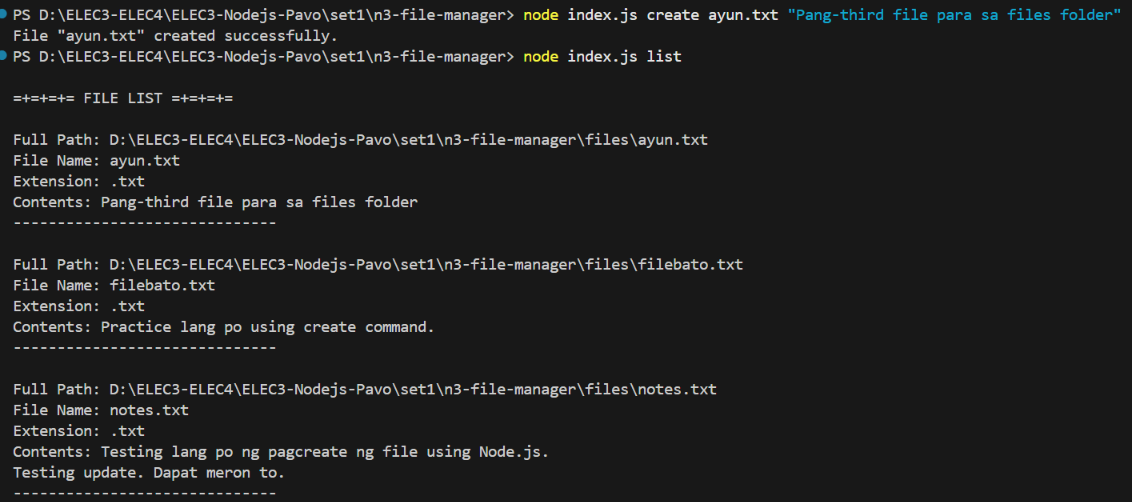 PS D:\ELEC3-ELEC4\ELEC3-Nodejs-Pavo\set1\n3-file-manager> node index.js create ayun.txt "Pang-third file para sa files folder"
File "ayun.txt" created successfully.
PS D:\ELEC3-ELEC4\ELEC3-Nodejs-Pavo\set1\n3-file-manager> node index.js list
=+=+=+= FILE LIST =+=+=+=
Full Path: D:\ELEC3-ELEC4\ELEC3-Nodejs-Pavo\set1\n3-file-manager\files\ayun.txt
File Name: ayun.txt
Extension: .txt
Contents: Pang-third file para sa files folder
------------------------------
Full Path: D:\ELEC3-ELEC4\ELEC3-Nodejs-Pavo\set1\n3-file-manager\files\filebato.txt
File Name: filebato.txt
Extension: .txt
Contents: Practice lang po using create command.
------------------------------
Full Path: D:\ELEC3-ELEC4\ELEC3-Nodejs-Pavo\set1\n3-file-manager\files\notes.txt
File Name: notes.txt
Extension: .txt
Contents: Testing lang po ng pagcreate ng file using Node.js.
Testing update. Dapat meron to.
------------------------------